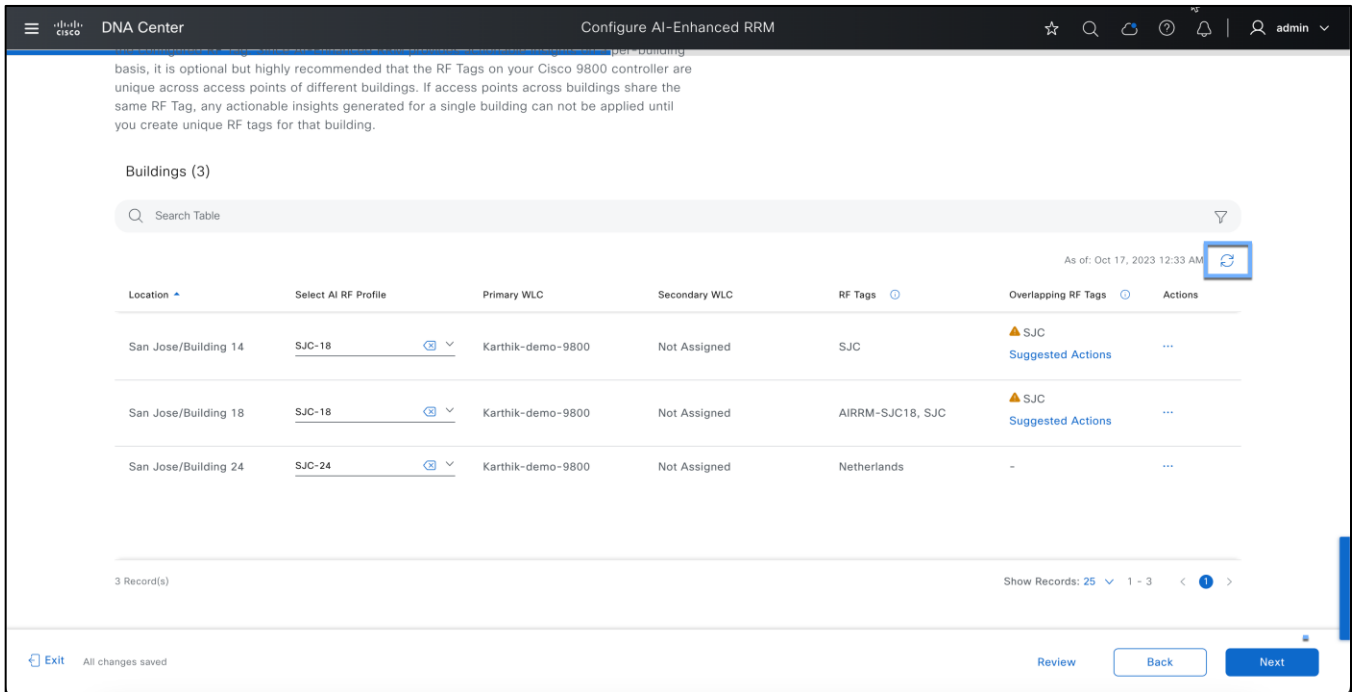 cisco DNA Center
Configure AI-Enhanced RRM
admin
per-building
basis, it is optional but highly recommended that the RF Tags on your Cisco 9800 controller are
unique across access points of different buildings. If access points across buildings share the
same RF Tag, any actionable insights generated for a single building can not be applied until
you create unique RF tags for that building.
Buildings (3)
Search Table
As of: Oct 17, 2023 12:33 AM
Location Select AI RF Profile Primary WLC Secondary WLC RF Tags Overlapping RF Tags Actions
San Jose/Building 14 SJC-18 Karthik-demo-9800 Not Assigned SJC SJC ...
Suggested Actions
San Jose/Building 18 SJC-18 Karthik-demo-9800 Not Assigned AIRRM-SJC18, SJC SJC ...
Suggested Actions
San Jose/Building 24 SJC-24 Karthik-demo-9800 Not Assigned Netherlands - ...
3 Record(s)
Show Records: 25 1 - 3 < 1 >
Exit All changes saved
Review Back Next